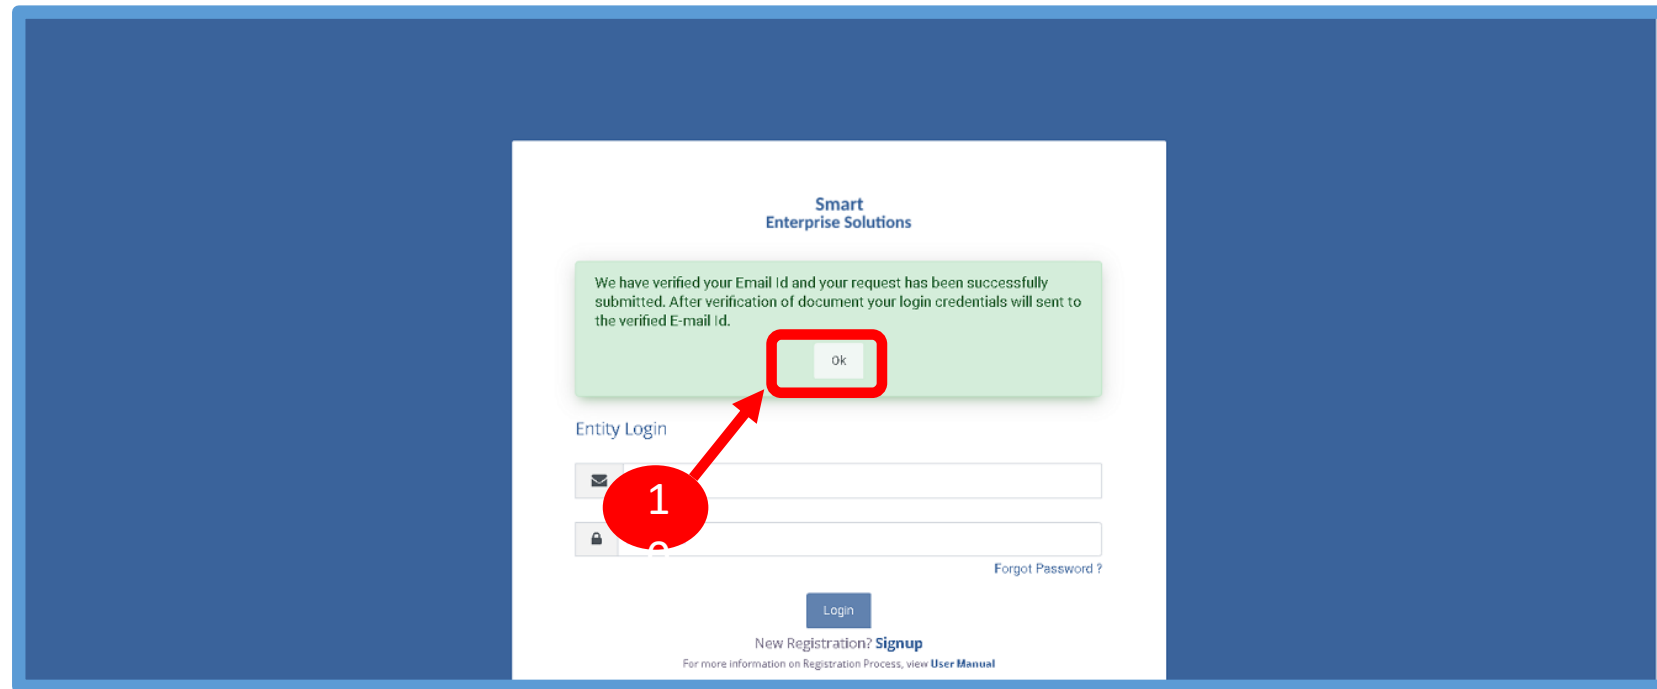 Smart
Enterprise Solutions
We have verified your Email Id and your request has been successfully
submitted. After verification of document your login credentials will sent to
the verified E-mail Id.
Ok
Entity Login
1
Forgot Password ?
Login
New Registration? Signup
For more information on Registration Process, view User Manual